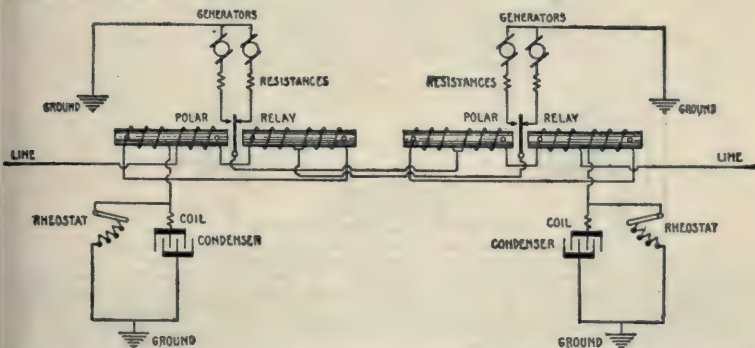 GENERATORS
GENERATORS
RESISTANCES
RESISTANCES
GROUND
GROUND
POLAR RELAY
POLAR RELAY
LINE
LINE
RHEOSTAT
COIL
CONDENSER
COIL
CONDENSER
RHEOSTAT
GROUND
GROUND